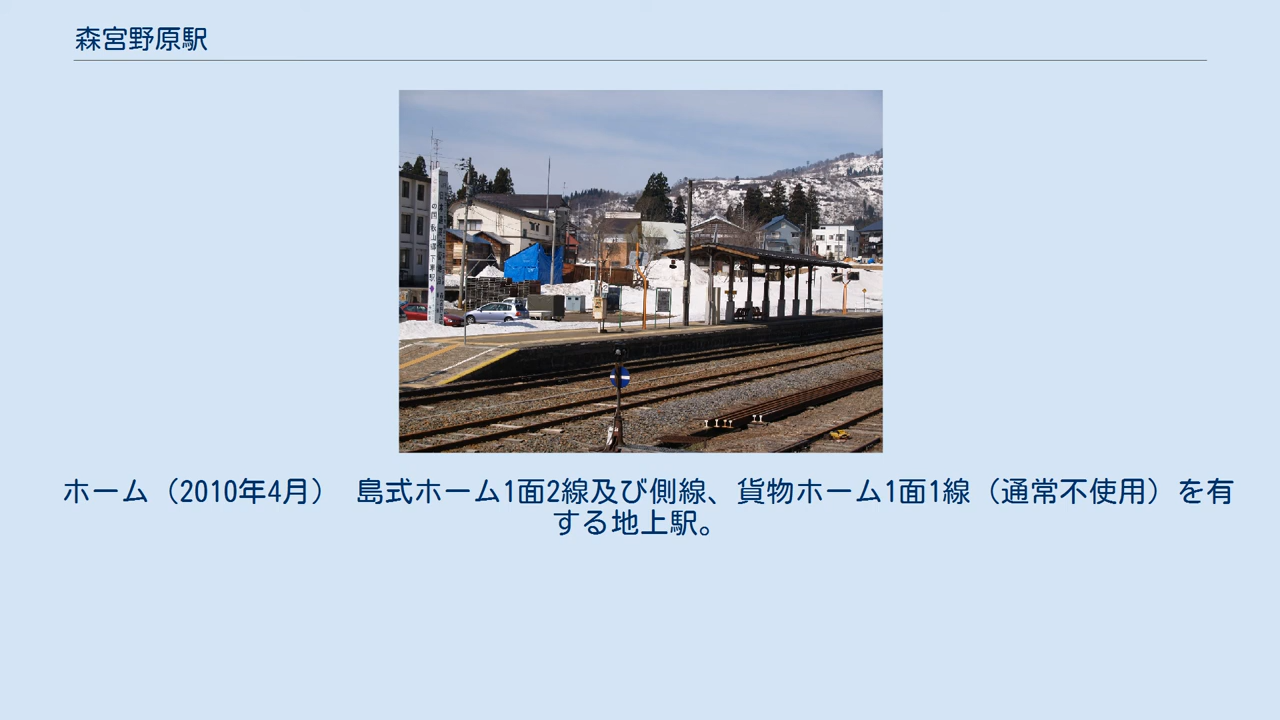 森宮野原駅
ホーム（2010年4月） 島式ホーム1面2線及び側線、貨物ホーム1面1線（通常不使用）を有
する地上駅。